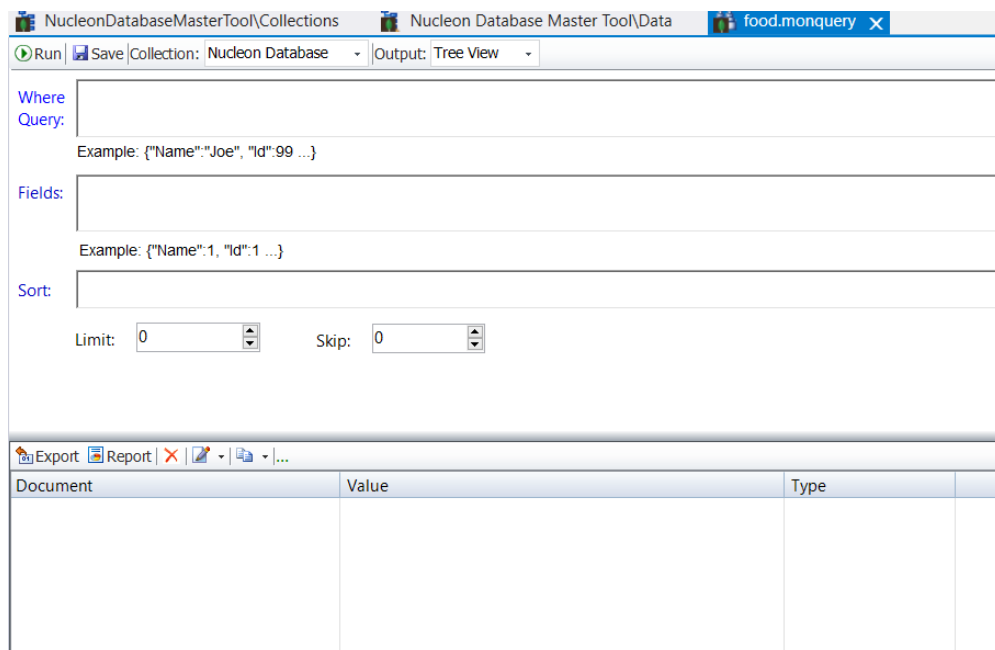 NucleonDatabaseMasterTool\Collections Nucleon Database Master Tool\Data food.monquery
Run Save Collection: Nucleon Database Output: Tree View
Where
Query:
Example: {"Name":"Joe", "Id":99 ...}
Fields:
Example: {"Name":1, "Id":1 ...}
Sort:
Limit: 0 Skip: 0
Export Report ...
Document Value Type